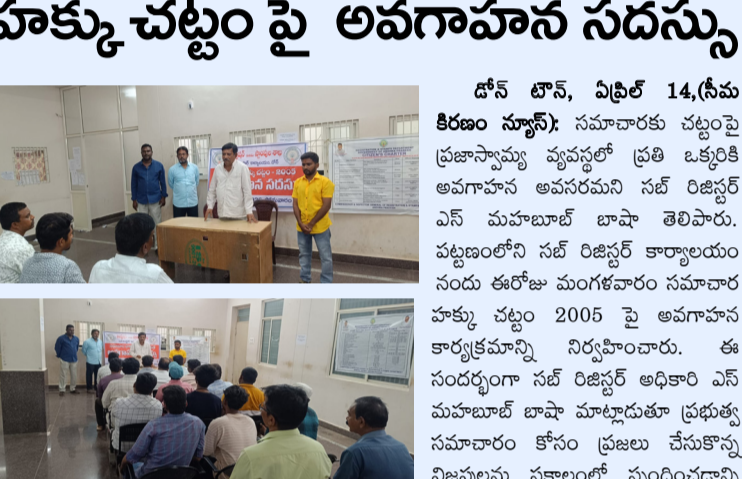 హక్కు చట్టం పై అవగాహన సదస్సు
డోన్ టౌన్, ఏప్రిల్ 14,(సీమ
కిరణం న్యూస్): సమాచారకు చట్టంపై
ప్రజాస్వామ్య వ్యవస్థలో ప్రతి ఒక్కరికి
అవగాహన అవసరమని సబ్ రిజిస్టర్
ఎస్ మహబూబ్ బాషా తెలిపారు.
పట్టణంలోని సబ్ రిజిస్టర్ కార్యాలయం
నందు ఈరోజు మంగళవారం సమాచార
హక్కు చట్టం 2005 పై అవగాహన
కార్యక్రమాన్ని నిర్వహించారు. ఈ
సందర్భంగా సబ్ రిజిస్టర్ అధికారి ఎస్
మహబూబ్ బాషా మాట్లాడుతూ ప్రభుత్వ
సమాచారం కోసం ప్రజలు చేసుకొన్న